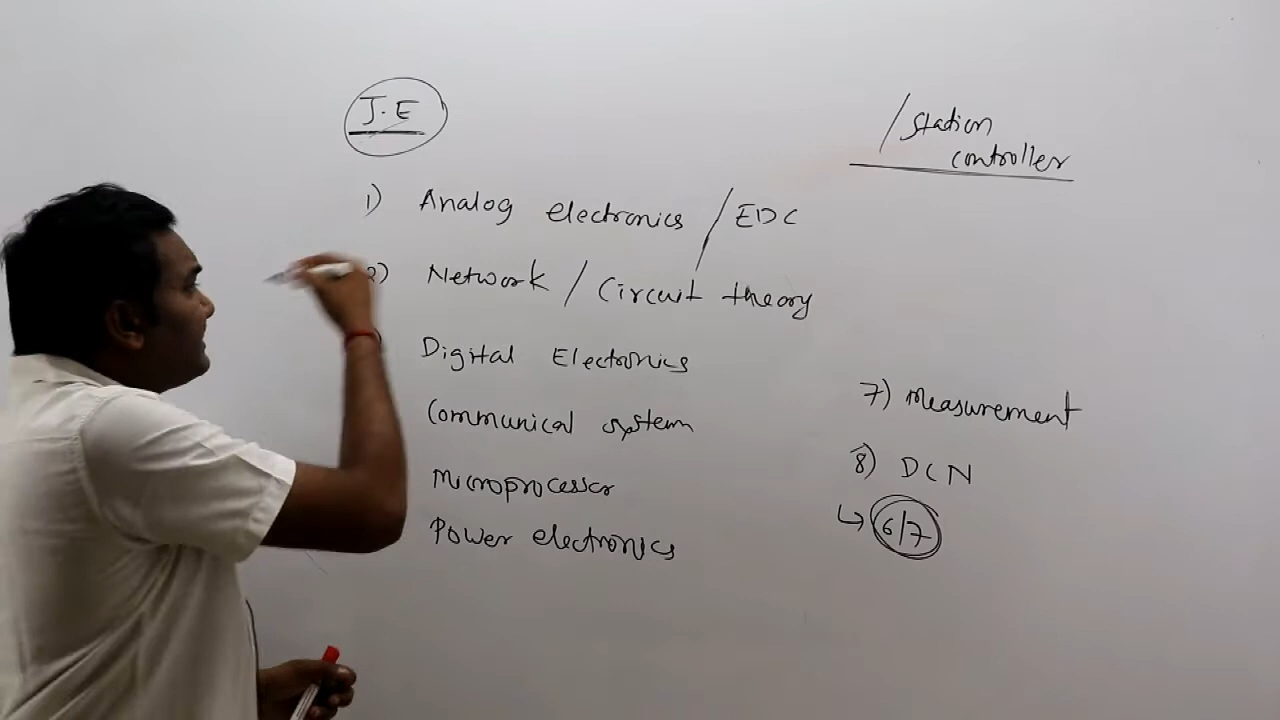 J.E
/ Station
controller
1) Analog electronics / EDC
2) Network / Circuit theory
Digital Electronics
Communical system
Microprocessor
Power electronics
7) Measurement
8) DCN
↳ 6/7